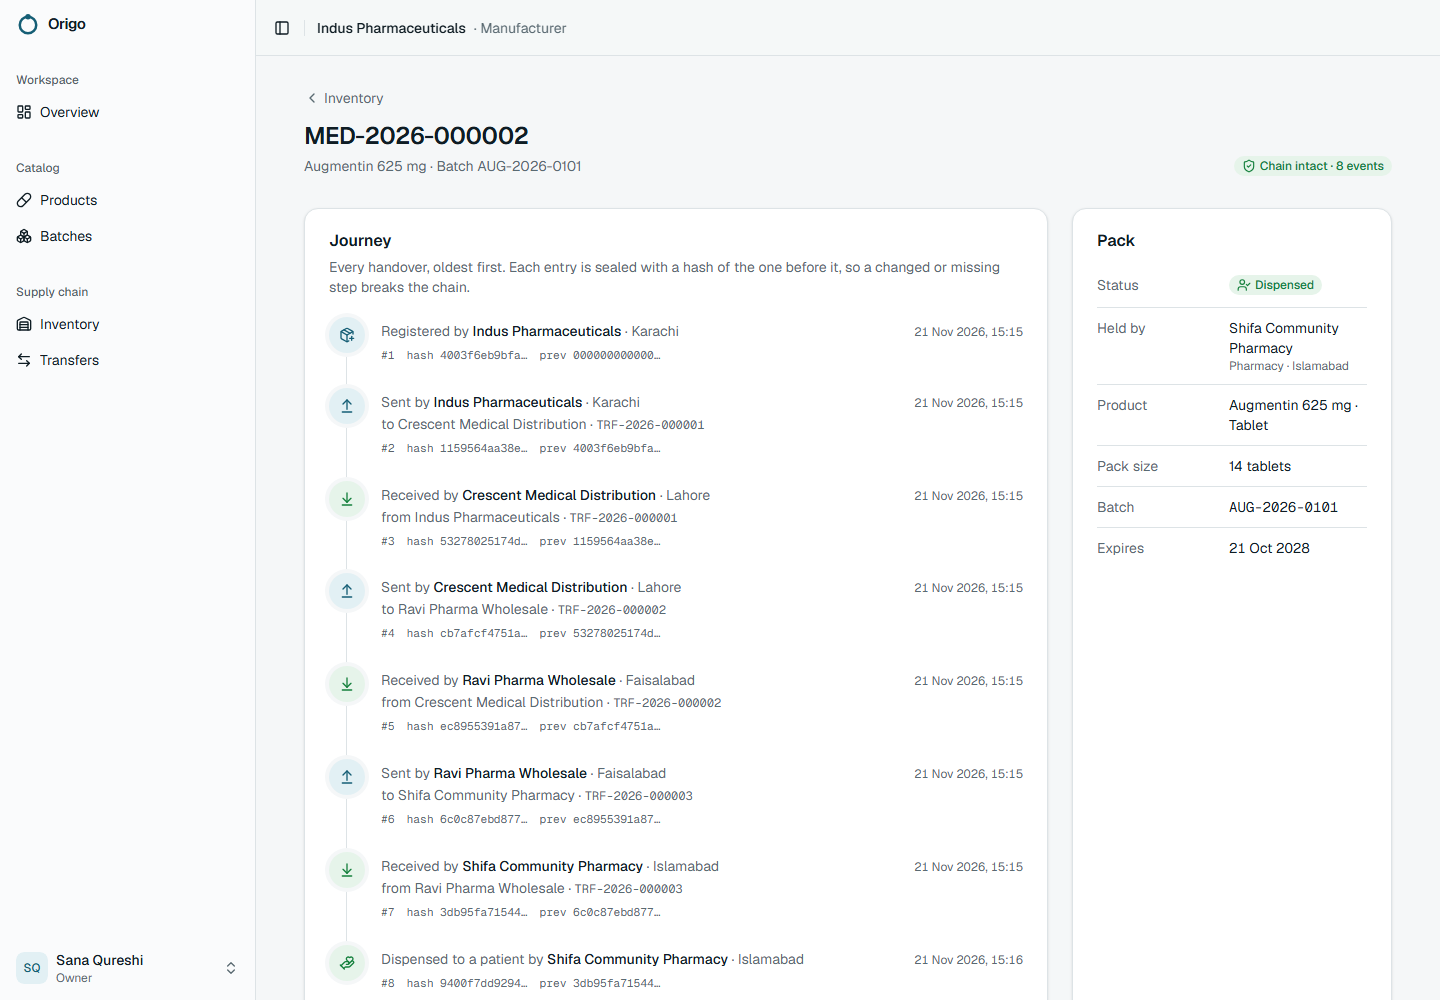 Origo
Workspace
Overview
Catalog
Products
Batches
Supply chain
Inventory
Transfers
SQ
Sana Qureshi
Owner
Indus Pharmaceuticals · Manufacturer
Inventory
MED-2026-000002
Augmentin 625 mg · Batch AUG-2026-0101
Chain intact · 8 events
Journey
Every handover, oldest first. Each entry is sealed with a hash of the one before it, so a changed or missing
step breaks the chain.
Registered by Indus Pharmaceuticals · Karachi 21 Nov 2026, 15:15
#1 hash 4003f6eb9bfa… prev 000000000000…
Sent by Indus Pharmaceuticals · Karachi 21 Nov 2026, 15:15
to Crescent Medical Distribution · TRF-2026-000001
#2 hash 1159564aa38e… prev 4003f6eb9bfa…
Received by Crescent Medical Distribution · Lahore 21 Nov 2026, 15:15
from Indus Pharmaceuticals · TRF-2026-000001
#3 hash 53278025174d… prev 1159564aa38e…
Sent by Crescent Medical Distribution · Lahore 21 Nov 2026, 15:15
to Ravi Pharma Wholesale · TRF-2026-000002
#4 hash cb7afcf4751a… prev 53278025174d…
Received by Ravi Pharma Wholesale · Faisalabad 21 Nov 2026, 15:15
from Crescent Medical Distribution · TRF-2026-000002
#5 hash ec8955391a87… prev cb7afcf4751a…
Sent by Ravi Pharma Wholesale · Faisalabad 21 Nov 2026, 15:15
to Shifa Community Pharmacy · TRF-2026-000003
#6 hash 6c0c87ebd877… prev ec8955391a87…
Received by Shifa Community Pharmacy · Islamabad 21 Nov 2026, 15:15
from Ravi Pharma Wholesale · TRF-2026-000003
#7 hash 3db95fa71544… prev 6c0c87ebd877…
Dispensed to a patient by Shifa Community Pharmacy · Islamabad 21 Nov 2026, 15:16
#8 hash 9400f7dd9294… prev 3db95fa71544…
Pack
Status Dispensed
Held by Shifa Community
Pharmacy
Pharmacy · Islamabad
Product Augmentin 625 mg ·
Tablet
Pack size 14 tablets
Batch AUG-2026-0101
Expires 21 Oct 2028